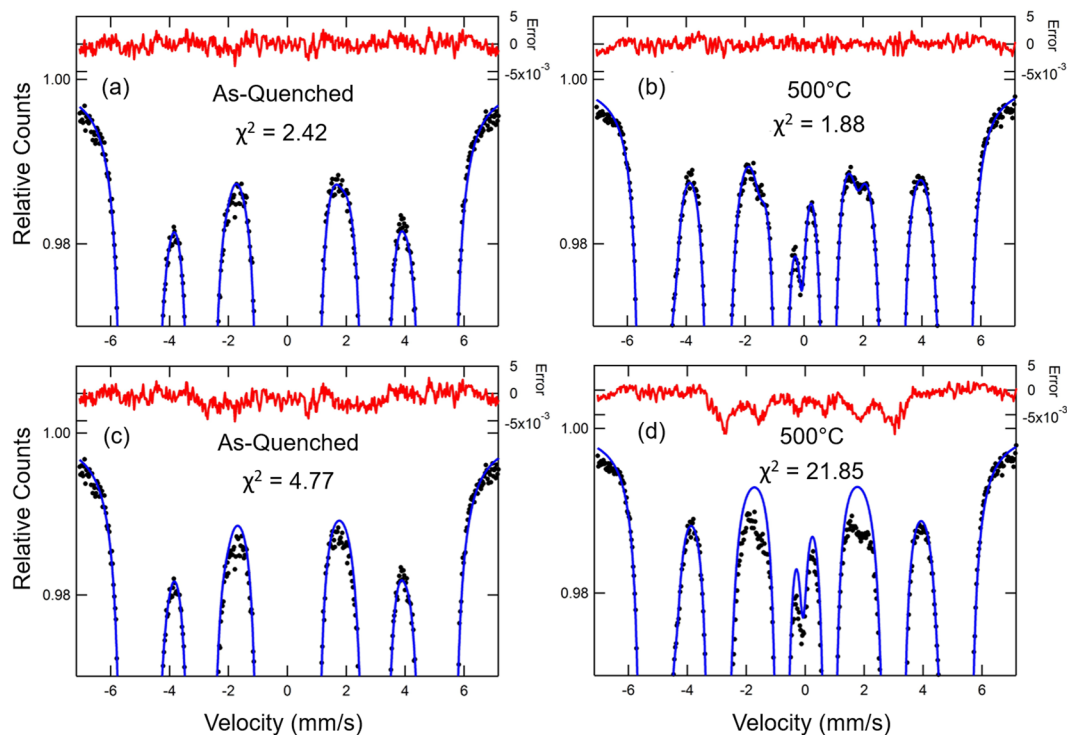 5
0
-5x10⁻³
Error
1.00
0.98
Relative Counts
(a)
As-Quenched
χ² = 2.42
-6
-4
-2
0
2
4
6
5
0
-5x10⁻³
Error
1.00
0.98
(b)
500°C
χ² = 1.88
-6
-4
-2
0
2
4
6
5
0
-5x10⁻³
Error
1.00
0.98
Relative Counts
(c)
As-Quenched
χ² = 4.77
-6
-4
-2
0
2
4
6
Velocity (mm/s)
5
0
-5x10⁻³
Error
1.00
0.98
(d)
500°C
χ² = 21.85
-6
-4
-2
0
2
4
6
Velocity (mm/s)